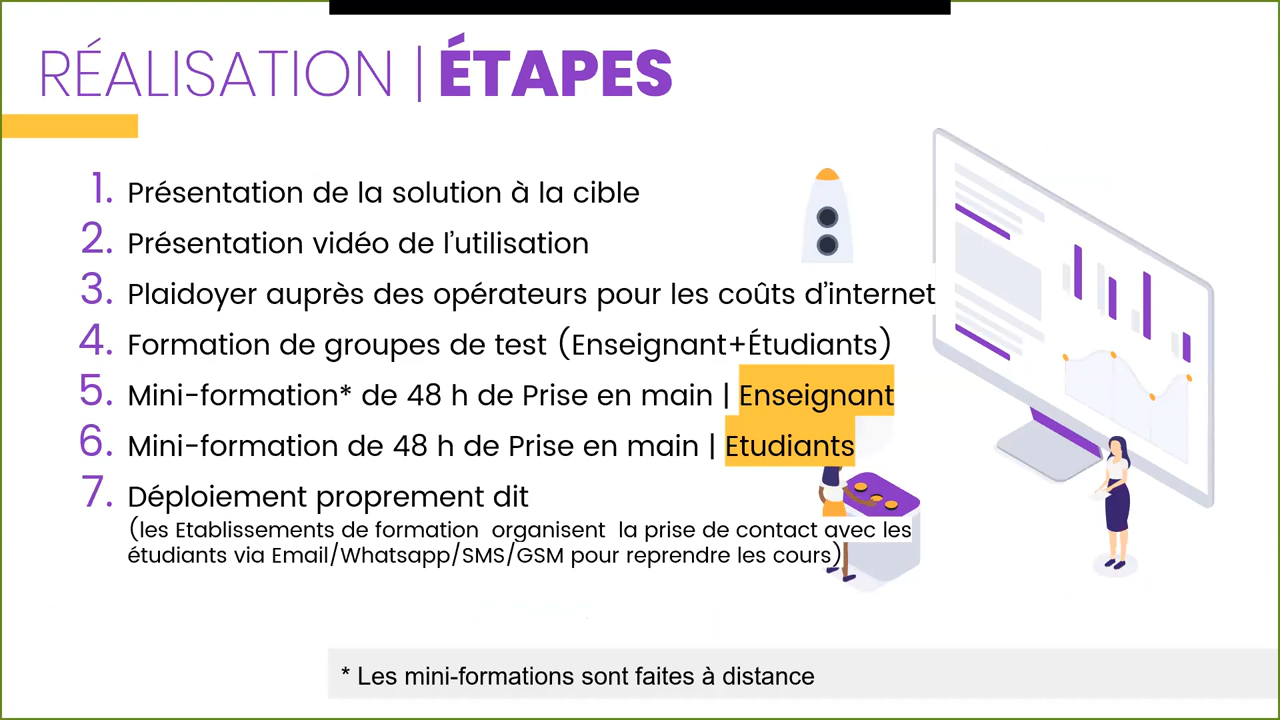 RÉALISATION | ÉTAPES
1. Présentation de la solution à la cible
2. Présentation vidéo de l'utilisation
3. Plaidoyer auprès des opérateurs pour les coûts d'internet
4. Formation de groupes de test (Enseignant+Étudiants)
5. Mini-formation* de 48 h de Prise en main | Enseignant
6. Mini-formation de 48 h de Prise en main | Etudiants
7. Déploiement proprement dit
(les Etablissements de formation organisent la prise de contact avec les
étudiants via Email/Whatsapp/SMS/GSM pour reprendre les cours)
* Les mini-formations sont faites à distance